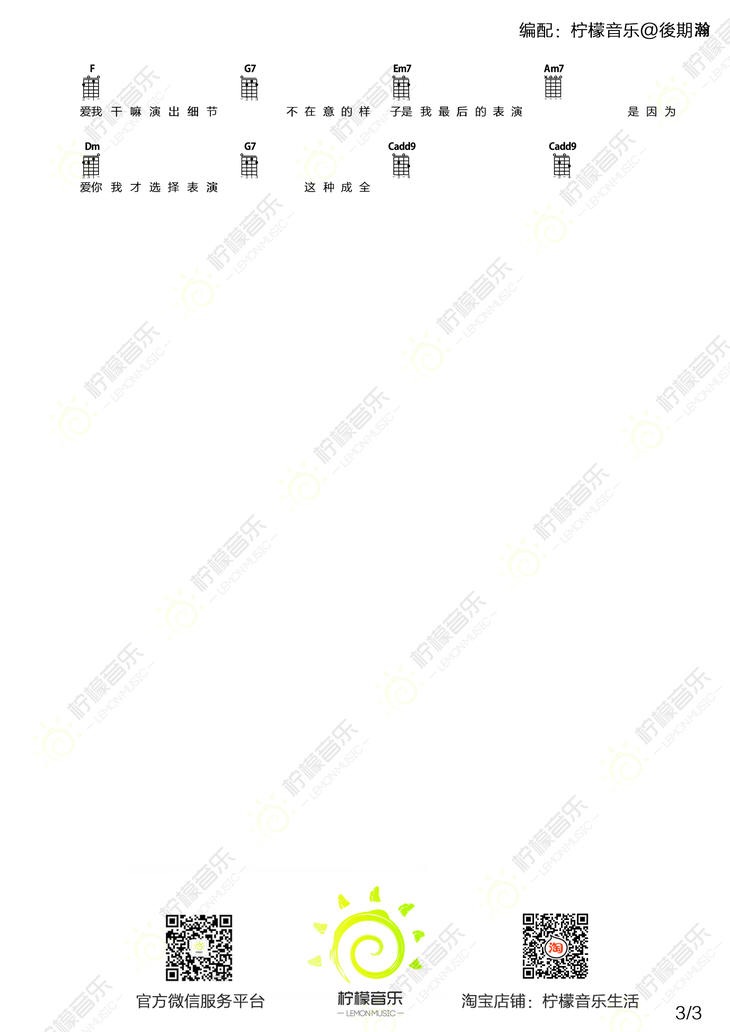 编配：柠檬音乐@後期瀚
F G7 Em7 Am7
爱我 干 嘛 演 出 细 节 不 在 意 的 样 子是 我 最 后 的 表 演 是 因 为
Dm G7 Cadd9 Cadd9
爱你 我 才 选 择 表 演 这 种 成 全
柠檬音乐
LEMON MUSIC
官方微信服务平台
淘
淘宝店铺：柠檬音乐生活
3/3